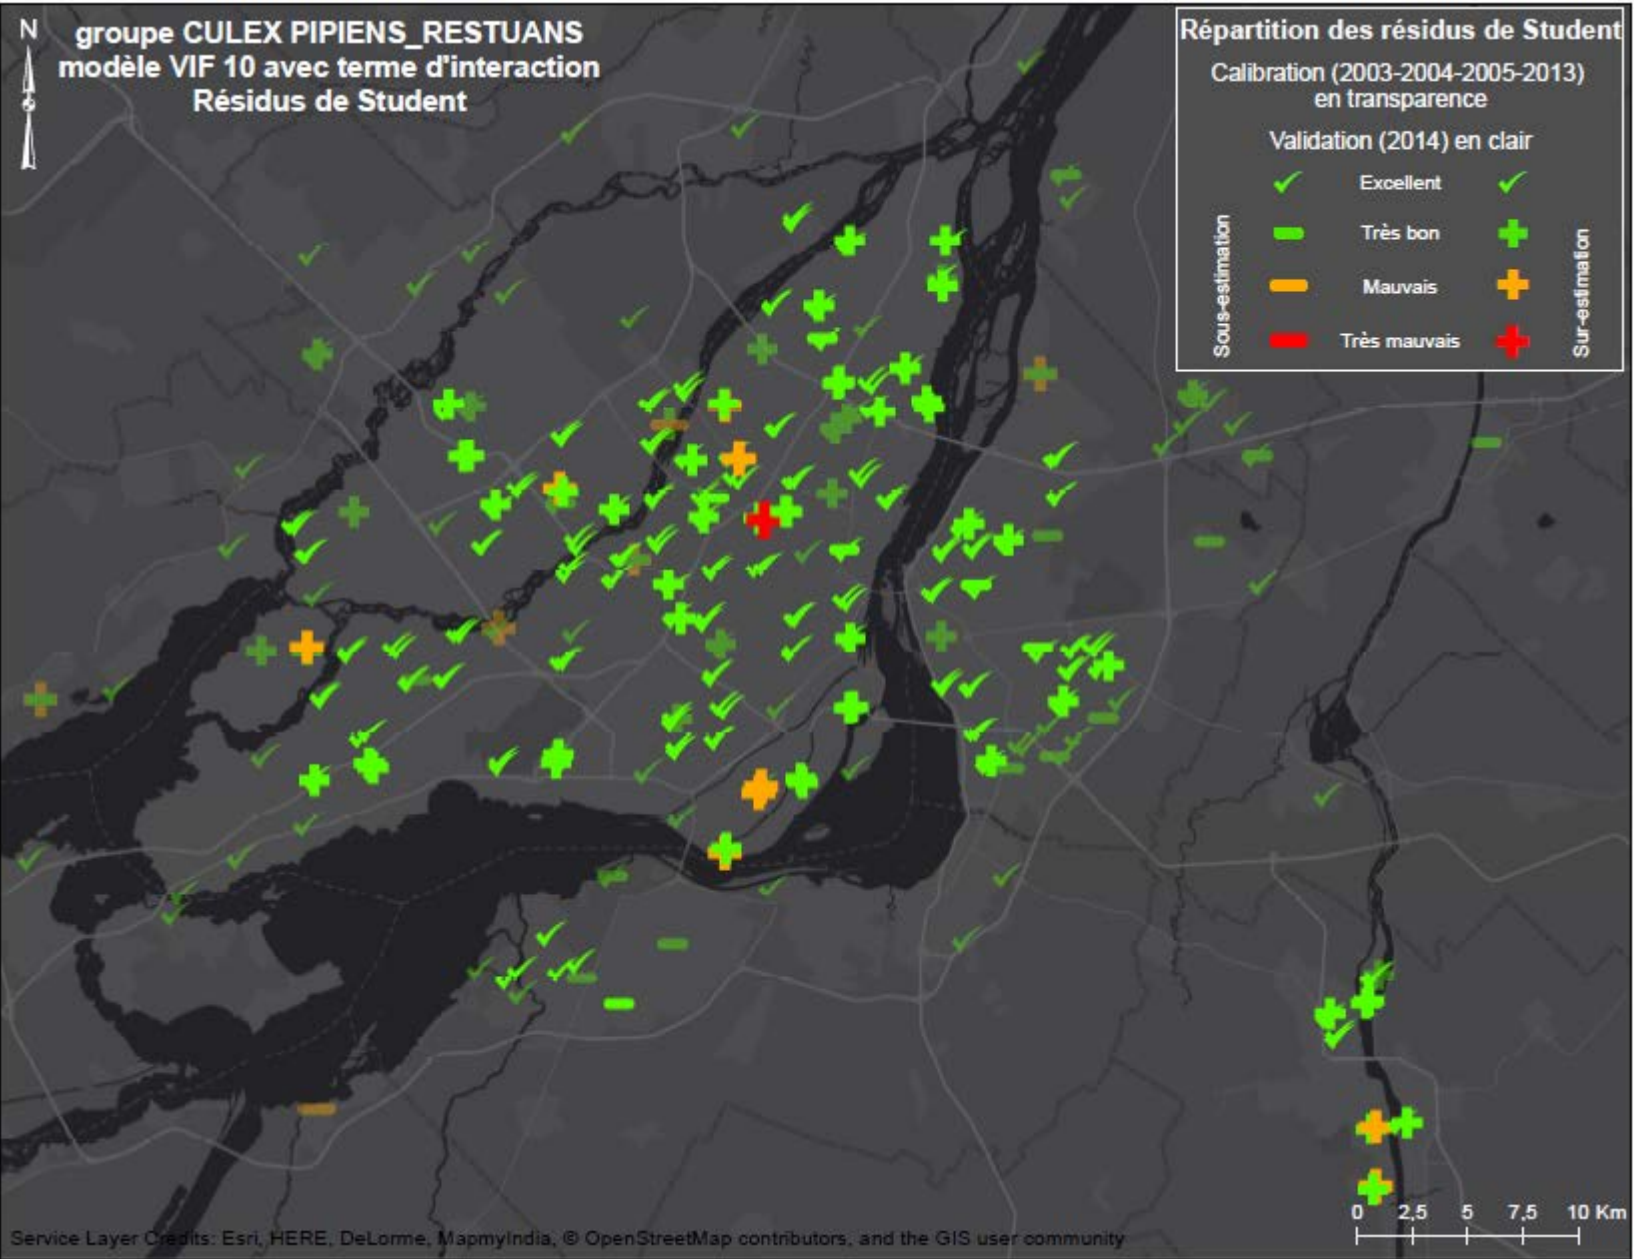 N
groupe CULEX PIPIENS_RESTUANS
modèle VIF 10 avec terme d'interaction
Résidus de Student
Répartition des résidus de Student
Calibration (2003-2004-2005-2013)
en transparence
Validation (2014) en clair
Excellent
Très bon
Mauvais
Très mauvais
Sous-estimation
Sur-estimation
0 2,5 5 7,5 10 Km
Service Layer Credits: Esri, HERE, DeLorme, MapmyIndia, © OpenStreetMap contributors, and the GIS user community